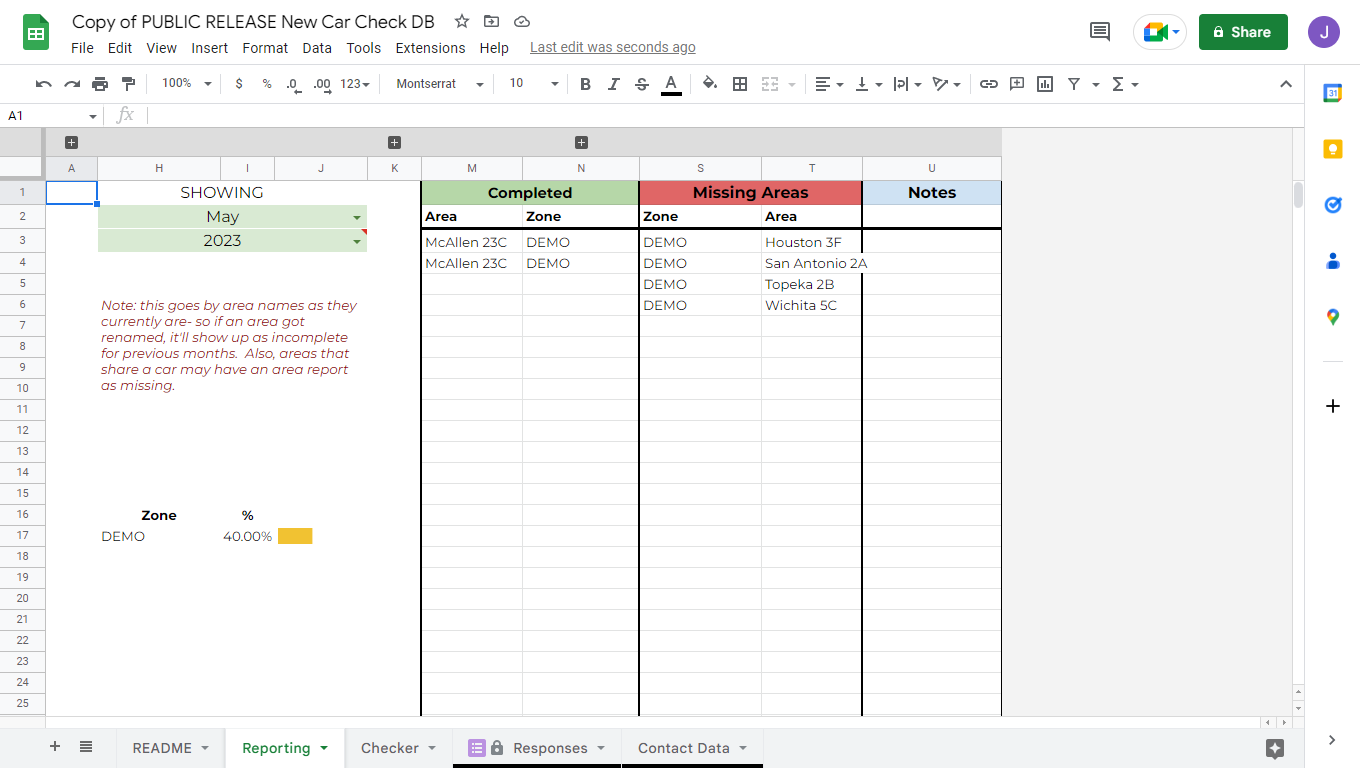 Copy of PUBLIC RELEASE New Car Check DB
File Edit View Insert Format Data Tools Extensions Help Last edit was seconds ago
Share
J
100% $ % .0 .00 123 Montserrat 10 B I S A
31
A1 fx
A H I J K M N S T U
1 SHOWING Completed Missing Areas Notes
2 May Area Zone Zone Area
3 2023 McAllen 23C DEMO DEMO Houston 3F
4 McAllen 23C DEMO DEMO San Antonio 2A
5 DEMO Topeka 2B
6 Note: this goes by area names as they DEMO Wichita 5C
7 currently are- so if an area got
renamed, it'll show up as incomplete
8 for previous months. Also, areas that
9 share a car may have an area report
10 as missing.
11
12
13
14
15
16 Zone %
17 DEMO 40.00%
18
19
20
21
22
23
24
25
README Reporting Checker Responses Contact Data